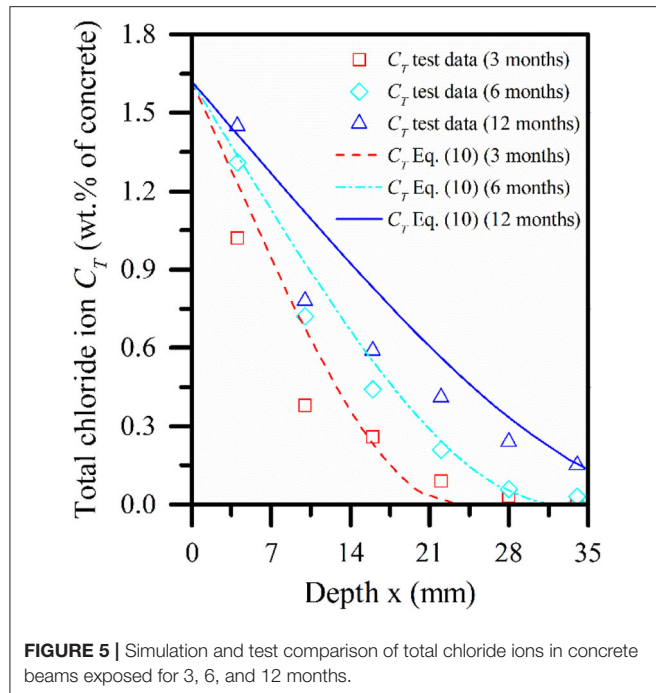 Total chloride ion C_T (wt.% of concrete)
1.8
1.5
1.2
0.9
0.6
0.3
0.0
C_T test data (3 months)
C_T test data (6 months)
C_T test data (12 months)
C_T Eq. (10) (3 months)
C_T Eq. (10) (6 months)
C_T Eq. (10) (12 months)
0 7 14 21 28 35
Depth x (mm)
FIGURE 5 | Simulation and test comparison of total chloride ions in concrete
beams exposed for 3, 6, and 12 months.